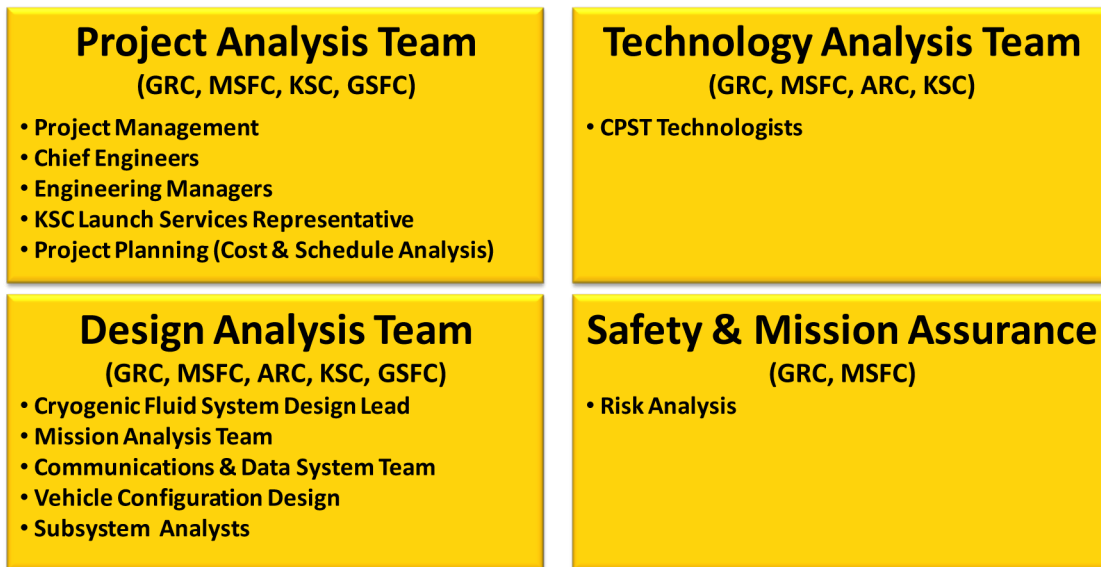 Project Analysis Team
(GRC, MSFC, KSC, GSFC)
• Project Management
• Chief Engineers
• Engineering Managers
• KSC Launch Services Representative
• Project Planning (Cost & Schedule Analysis)
Technology Analysis Team
(GRC, MSFC, ARC, KSC)
• CPST Technologists
Design Analysis Team
(GRC, MSFC, ARC, KSC, GSFC)
• Cryogenic Fluid System Design Lead
• Mission Analysis Team
• Communications & Data System Team
• Vehicle Configuration Design
• Subsystem Analysts
Safety & Mission Assurance
(GRC, MSFC)
• Risk Analysis